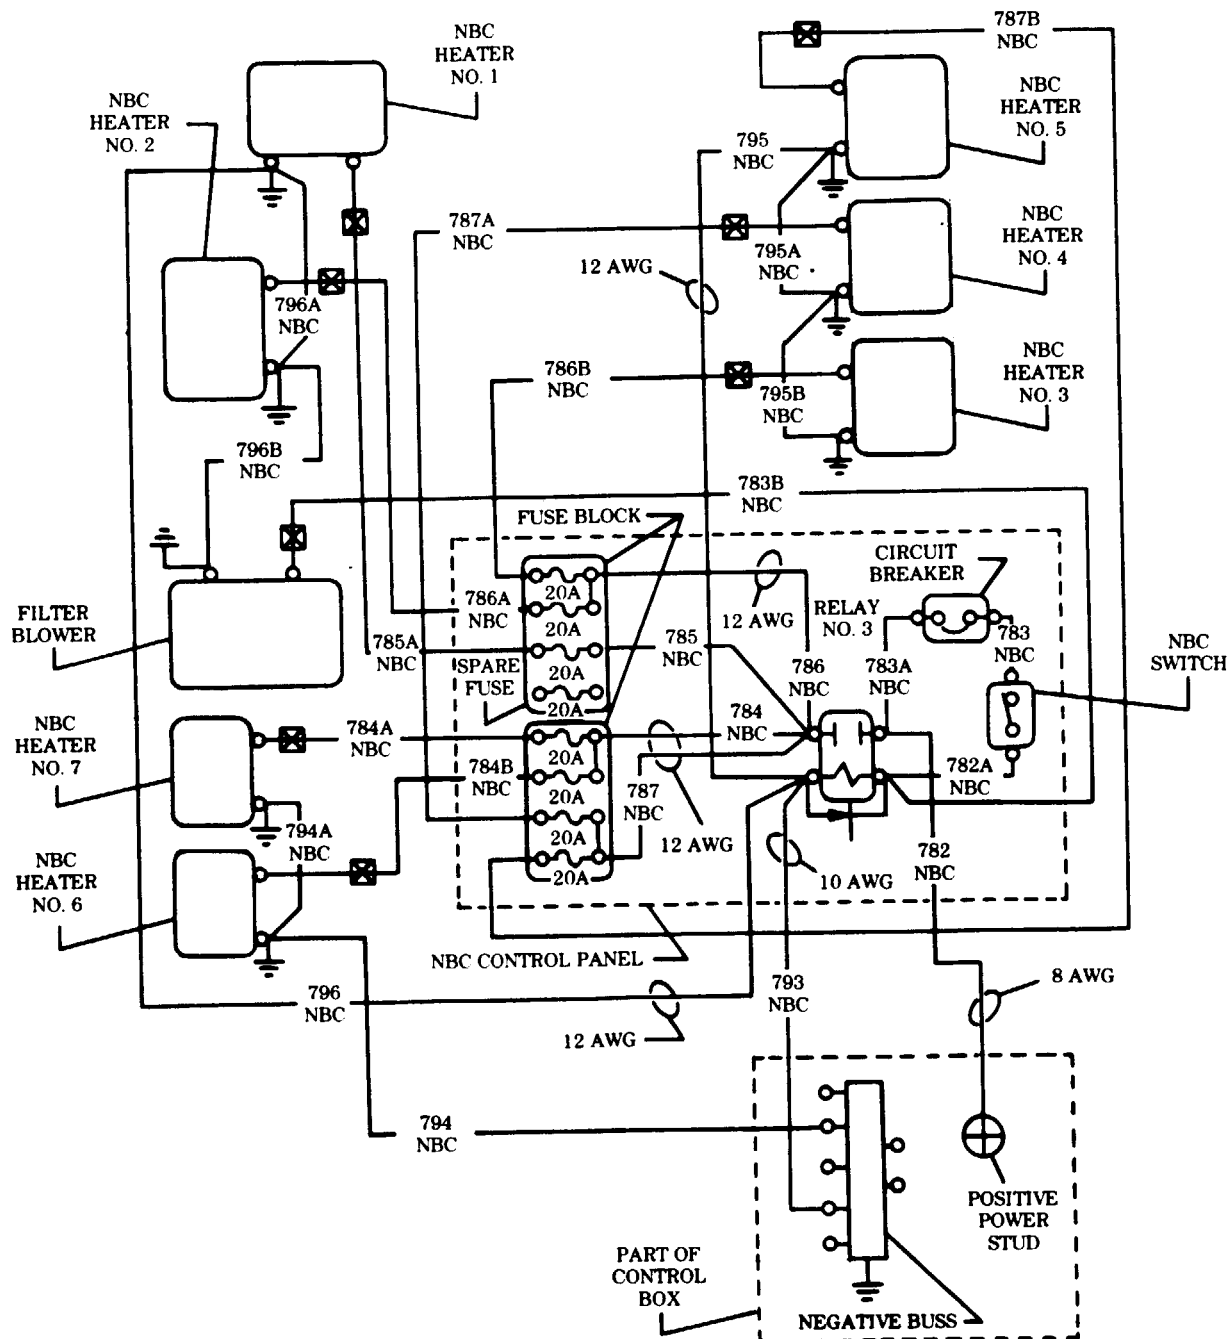 787B
NBC
NBC
HEATER
NO. 1
NBC
HEATER
NO. 2
NBC
HEATER
NO. 5
795
NBC
787A
NBC
NBC
HEATER
NO. 4
795A
NBC
12 AWG
796A
NBC
786B
NBC
NBC
HEATER
NO. 3
795B
NBC
796B
NBC
783B
NBC
FUSE BLOCK
CIRCUIT
BREAKER
20A
786A
NBC
20A
12 AWG
RELAY
NO. 3
FILTER
BLOWER
785A
NBC
785
NBC
783
NBC
NBC
SWITCH
SPARE
FUSE
20A
786
NBC
783A
NBC
20A
NBC
HEATER
NO. 7
784A
NBC
784
NBC
20A
784B
NBC
782A
NBC
20A
787
NBC
794A
NBC
20A
12 AWG
782
NBC
NBC
HEATER
NO. 6
20A
10 AWG
NBC CONTROL PANEL
796
NBC
793
NBC
8 AWG
12 AWG
794
NBC
POSITIVE
POWER
STUD
PART OF
CONTROL
BOX
NEGATIVE BUSS